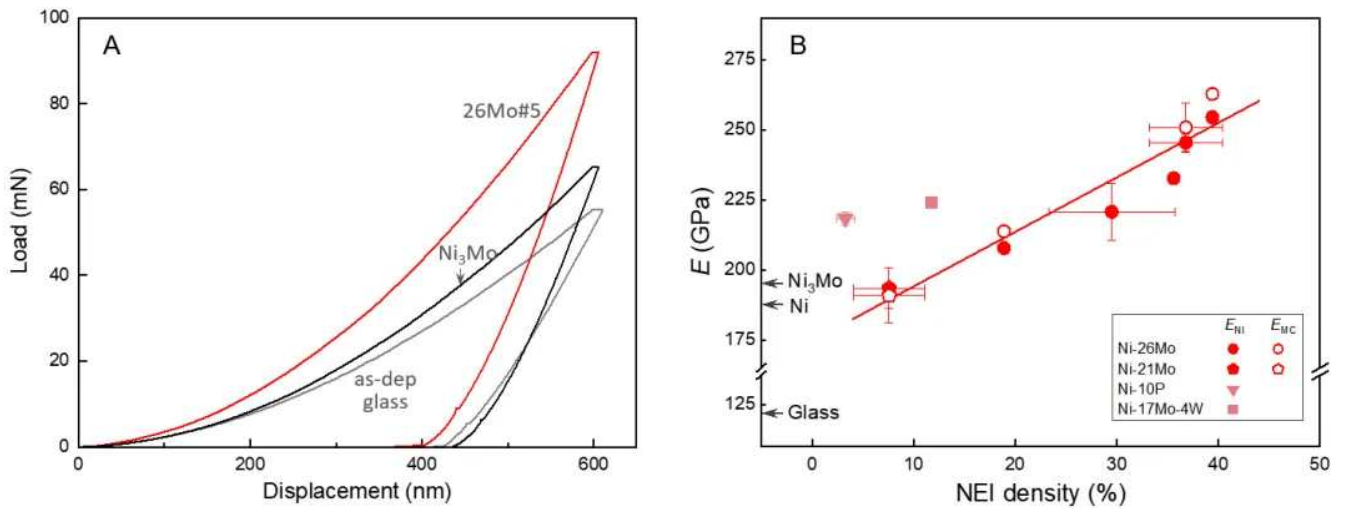 A
100
80
60
40
20
0
Load (mN)
26Mo#5
Ni₃Mo
as-dep
glass
0
200
400
600
Displacement (nm)
B
275
250
225
200
175
125
E (GPa)
Ni₃Mo
Ni
Glass
E_NI E_MC
Ni-26Mo
Ni-21Mo
Ni-10P
Ni-17Mo-4W
0
10
20
30
40
50
NEI density (%)